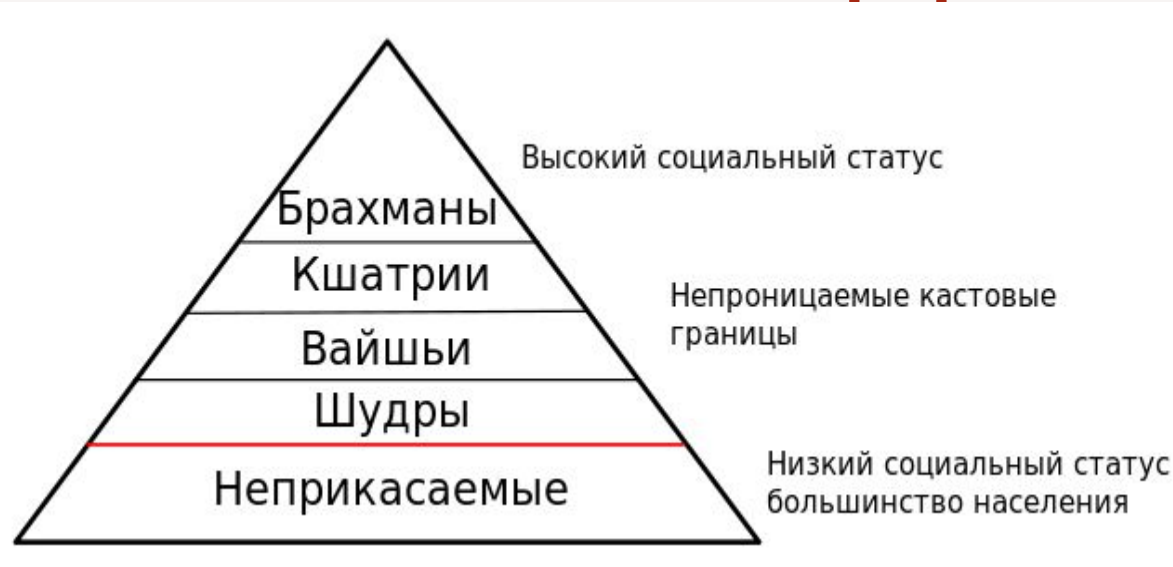 Высокий социальный статус
Брахманы
Кшатрии
Непроницаемые кастовые
границы
Вайшьи
Шудры
Неприкасаемые
Низкий социальный статус
большинство населения